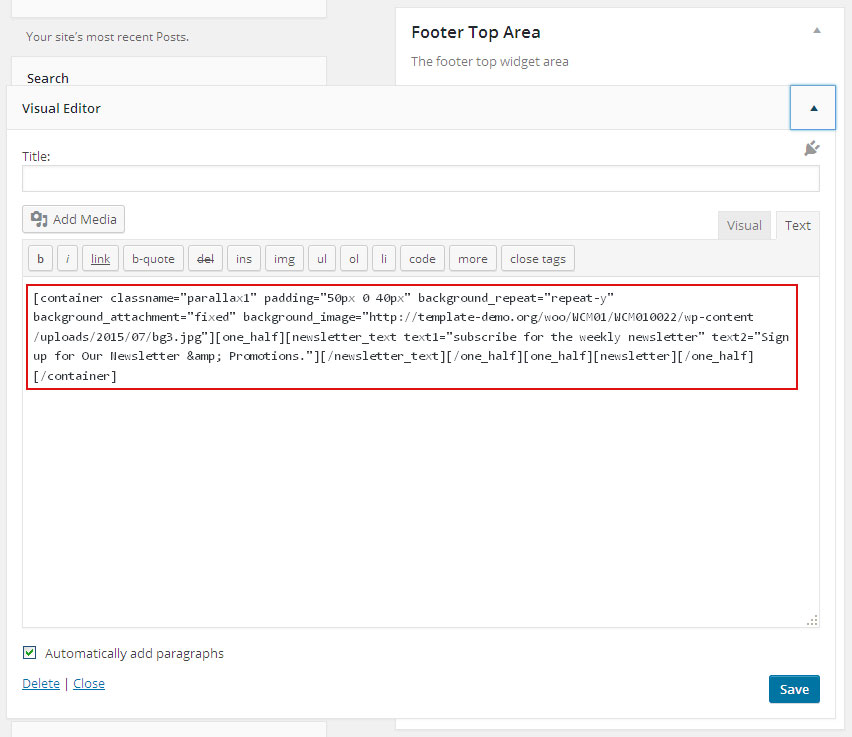 Your site's most recent Posts.
Search
Footer Top Area
The footer top widget area
Visual Editor
Title:
Add Media
Visual Text
b i link b-quote del ins img ul ol li code more close tags
[container classname="parallax1" padding="50px 0 40px" background_repeat="repeat-y"
background_attachment="fixed" background_image="http://template-demo.org/woo/WCM01/WCM010022/wp-content
/uploads/2015/07/bg3.jpg"][one_half][newsletter_text text1="subscribe for the weekly newsletter" text2="Sign
up for Our Newsletter &amp; Promotions."][/newsletter_text][/one_half][one_half][newsletter][/one_half]
[/container]
Automatically add paragraphs
Delete | Close
Save